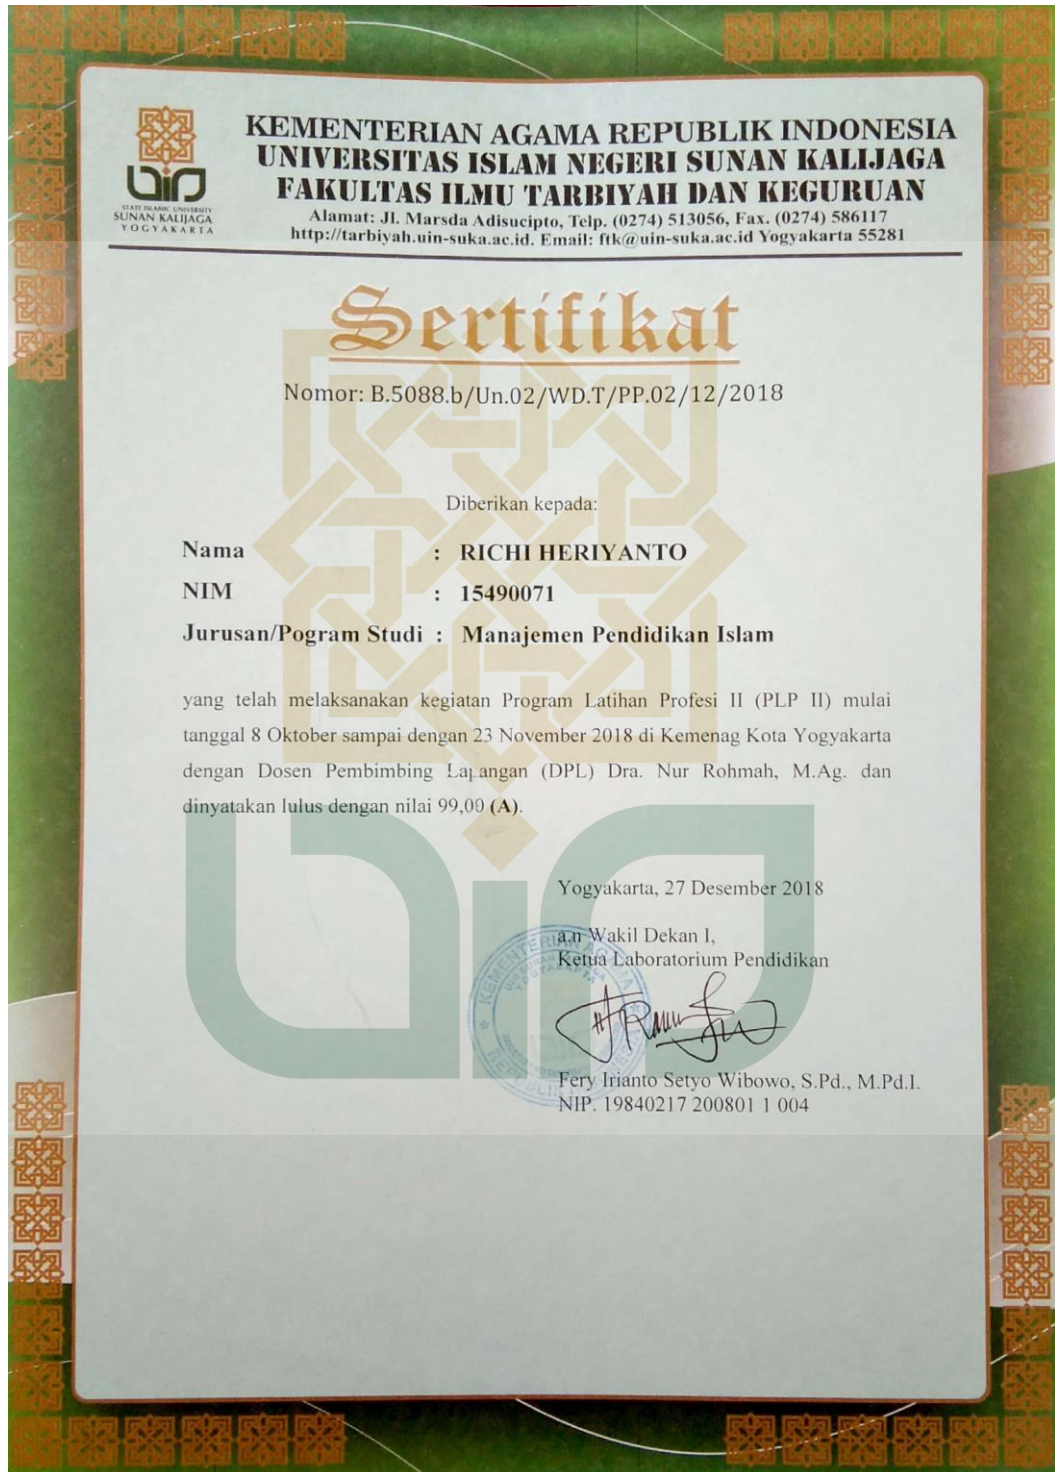 KEMENTERIAN AGAMA REPUBLIK INDONESIA
UNIVERSITAS ISLAM NEGERI SUNAN KALIJAGA
FAKULTAS ILMU TARBIYAH DAN KEGURUAN
Alamat: Jl. Marsda Adisucipto, Telp. (0274) 513056, Fax. (0274) 586117
http://tarbiyah.uin-suka.ac.id. Email: ftk@uin-suka.ac.id Yogyakarta 55281
uin
STATE ISLAMIC UNIVERSITY
SUNAN KALIJAGA
YOGYAKARTA
Sertifikat
Nomor: B.5088.b/Un.02/WD.T/PP.02/12/2018
Diberikan kepada:
Nama : RICHI HERIYANTO
NIM : 15490071
Jurusan/Pogram Studi : Manajemen Pendidikan Islam
yang telah melaksanakan kegiatan Program Latihan Profesi II (PLP II) mulai
tanggal 8 Oktober sampai dengan 23 November 2018 di Kemenag Kota Yogyakarta
dengan Dosen Pembimbing Lapangan (DPL) Dra. Nur Rohmah, M.Ag. dan
dinyatakan lulus dengan nilai 99,00 (A).
Yogyakarta, 27 Desember 2018
a.n Wakil Dekan I,
Ketua Laboratorium Pendidikan
KEMENTERIAN AGAMA
REPUBLIK
YOGYAKARTA
Fery Irianto Setyo Wibowo, S.Pd., M.Pd.I.
NIP. 19840217 200801 1 004